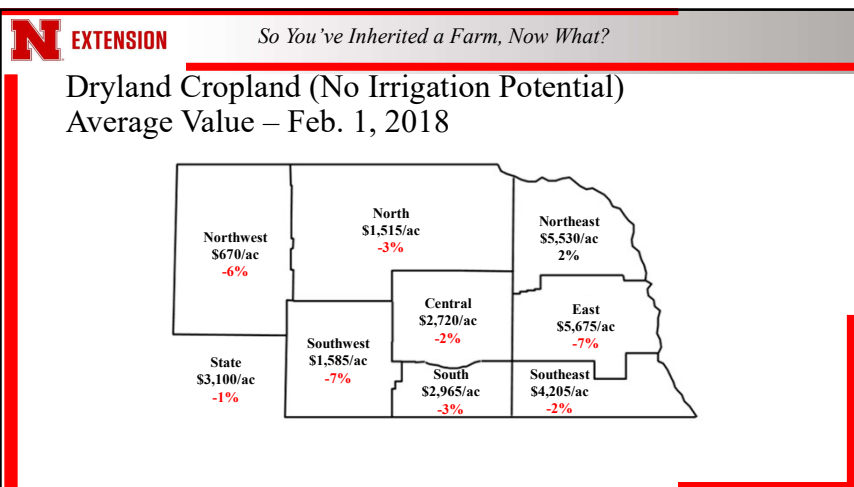 N EXTENSION
So You've Inherited a Farm, Now What?
Dryland Cropland (No Irrigation Potential)
Average Value – Feb. 1, 2018
Northwest
$670/ac
-6%
North
$1,515/ac
-3%
Northeast
$5,530/ac
2%
Central
$2,720/ac
-2%
East
$5,675/ac
-7%
Southwest
$1,585/ac
-7%
State
$3,100/ac
-1%
South
$2,965/ac
-3%
Southeast
$4,205/ac
-2%